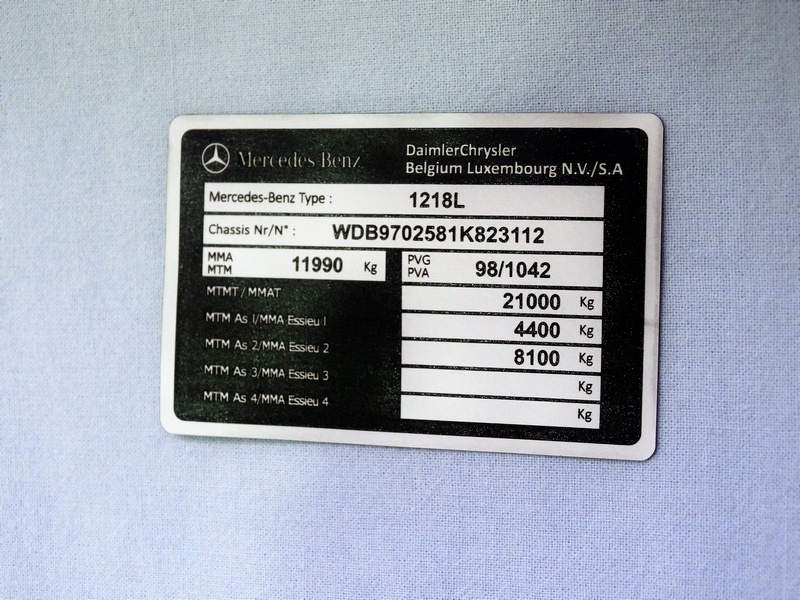 Mercedes Benz
DaimlerChrysler
Belgium Luxembourg N.V./S.A
Mercedes-Benz Type : 1218L
Chassis Nr/N° : WDB9702581K823112
MMA
MTM 11990 Kg
PVG
PVA 98/1042
MTMT / MMAT 21000 Kg
MTM As 1/MMA Essieu 1 4400 Kg
MTM As 2/MMA Essieu 2 8100 Kg
MTM As 3/MMA Essieu 3 Kg
MTM As 4/MMA Essieu 4 Kg